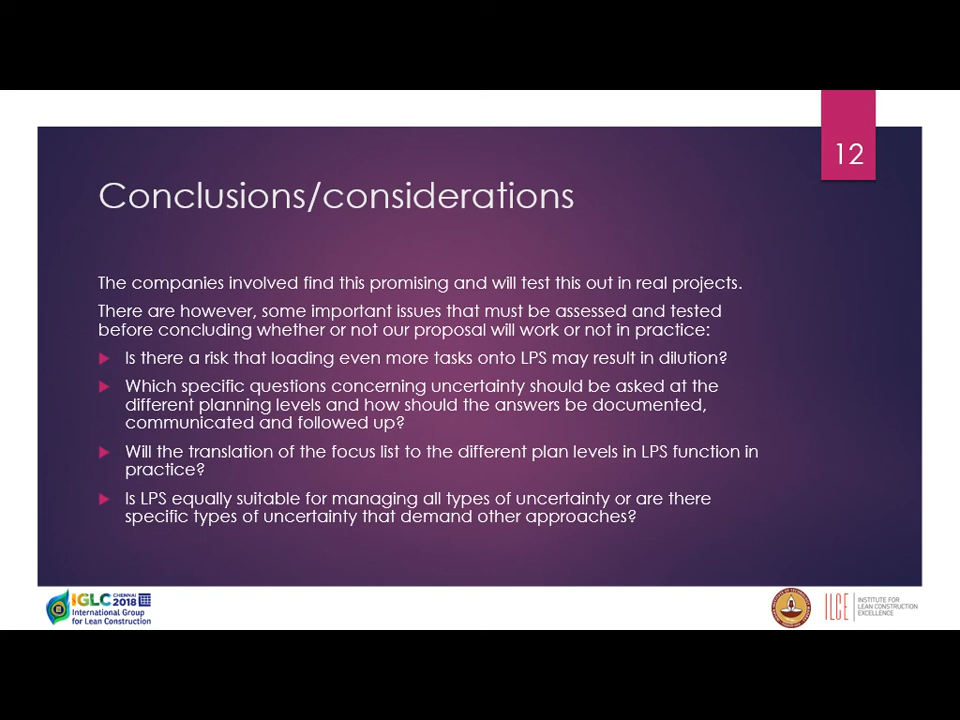 12
Conclusions/considerations
The companies involved find this promising and will test this out in real projects.
There are however, some important issues that must be assessed and tested
before concluding whether or not our proposal will work or not in practice:
Is there a risk that loading even more tasks onto LPS may result in dilution?
Which specific questions concerning uncertainty should be asked at the
different planning levels and how should the answers be documented,
communicated and followed up?
Will the translation of the focus list to the different plan levels in LPS function in
practice?
Is LPS equally suitable for managing all types of uncertainty or are there
specific types of uncertainty that demand other approaches?
IGLC CHENNAI 2018
International Group
for Lean Construction
ILCE
INSTITUTE FOR
LEAN CONSTRUCTION
EXCELLENCE